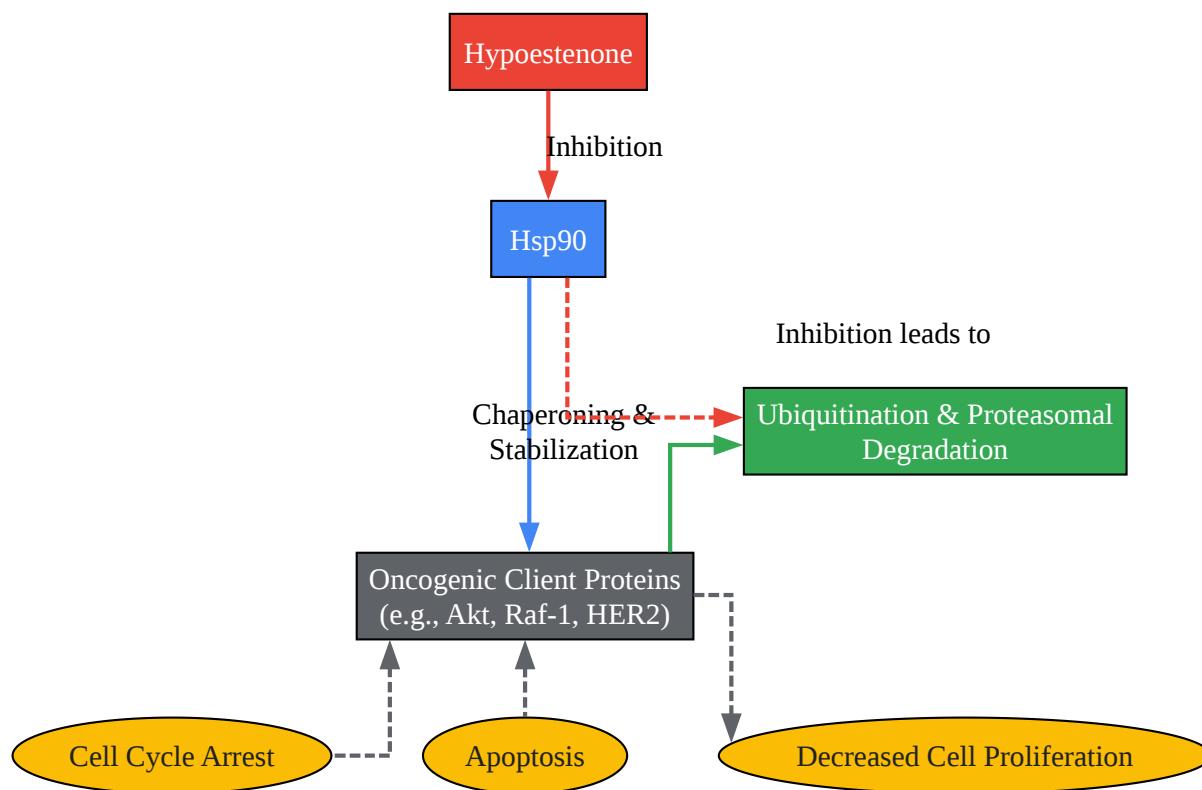 Hypoestenone
Inhibition
Hsp90
Inhibition leads to
Chaperoning &
Stabilization
Ubiquitination & Proteasomal
Degradation
Oncogenic Client Proteins
(e.g., Akt, Raf-1, HER2)
Cell Cycle Arrest
Apoptosis
Decreased Cell Proliferation